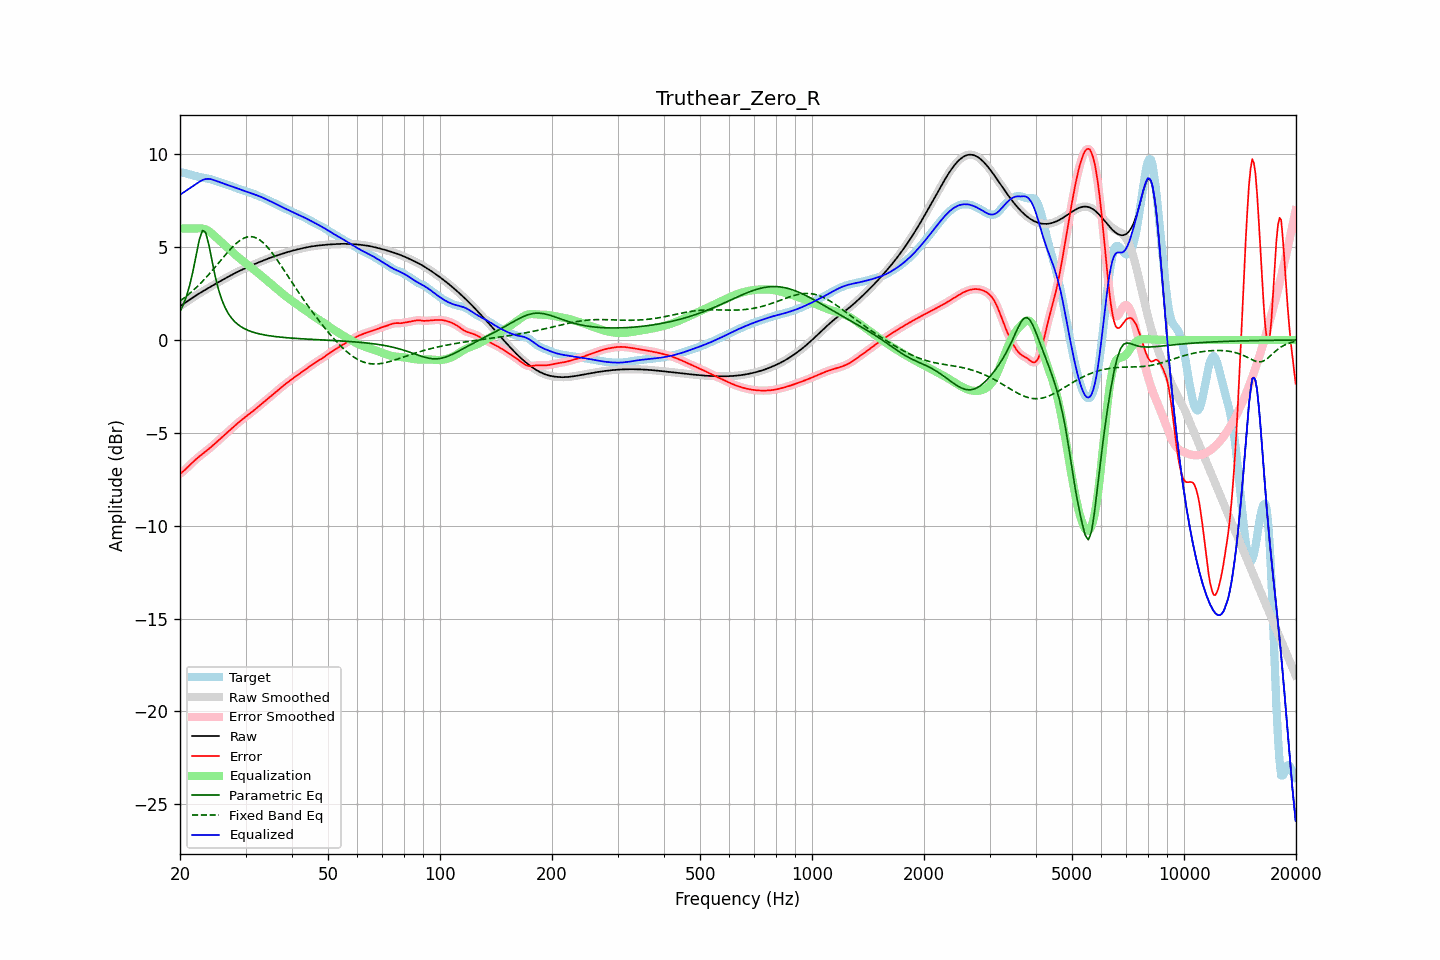 Truthear_Zero_R
Amplitude (dBr)
10
5
0
−5
−10
−15
−20
−25
Target
Raw Smoothed
Error Smoothed
Raw
Error
Equalization
Parametric Eq
Fixed Band Eq
Equalized
20 50 100 200 500 1000 2000 5000 10000 20000
Frequency (Hz)